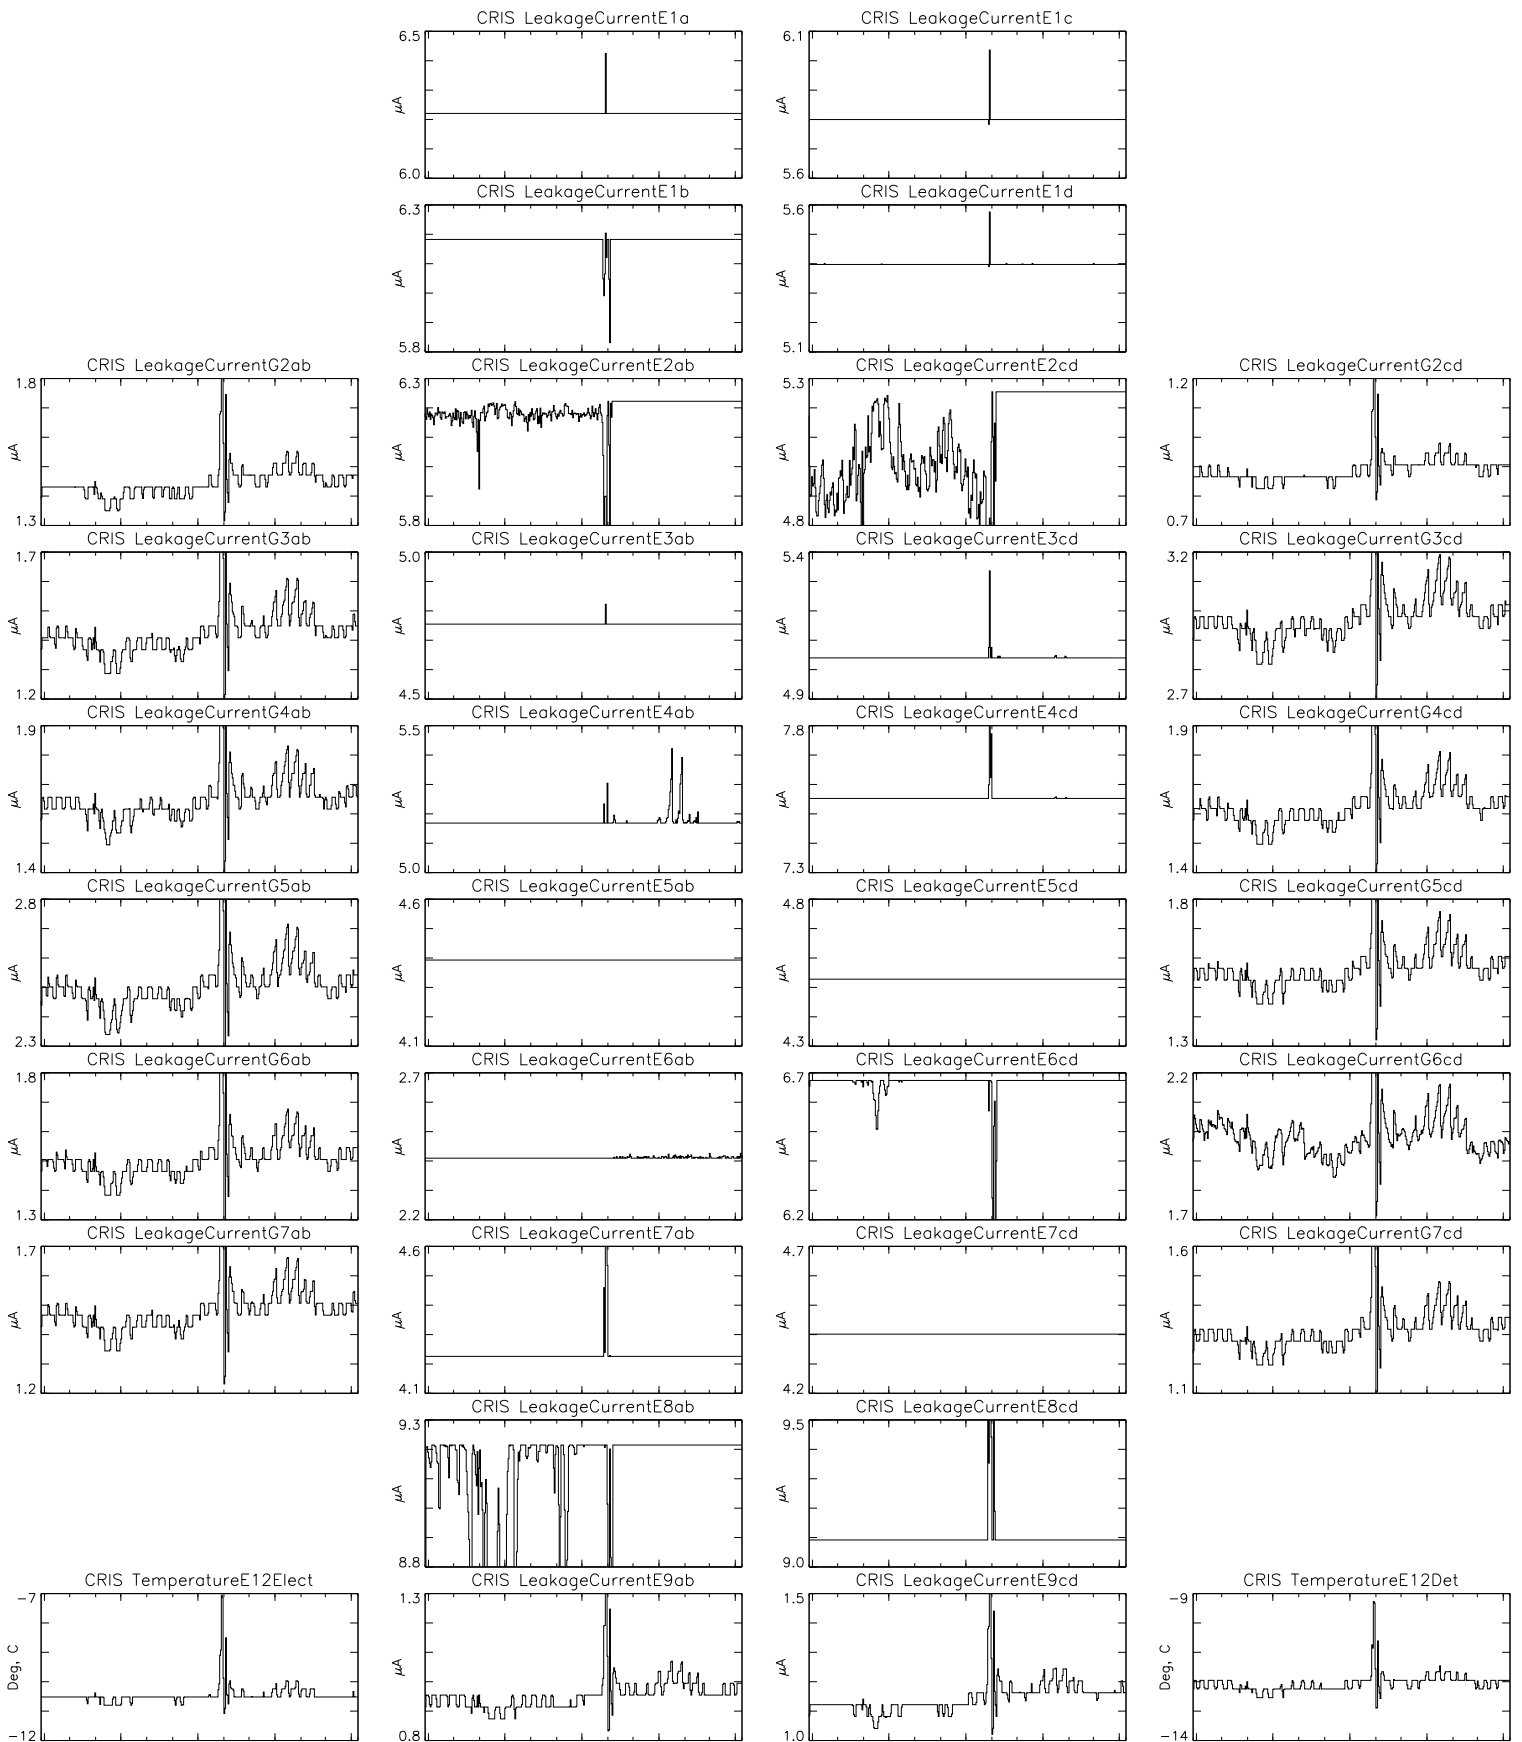 CRIS LeakageCurrentE1a
CRIS LeakageCurrentE1c
6.5
μA
6.0
6.1
μA
5.6
CRIS LeakageCurrentE1b
CRIS LeakageCurrentE1d
6.3
μA
5.8
5.6
μA
5.1
CRIS LeakageCurrentG2ab
CRIS LeakageCurrentE2ab
CRIS LeakageCurrentE2cd
CRIS LeakageCurrentG2cd
1.8
μA
1.3
6.3
μA
5.8
5.3
μA
4.8
1.2
μA
0.7
CRIS LeakageCurrentG3ab
CRIS LeakageCurrentE3ab
CRIS LeakageCurrentE3cd
CRIS LeakageCurrentG3cd
1.7
μA
1.2
5.0
μA
4.5
5.4
μA
4.9
3.2
μA
2.7
CRIS LeakageCurrentG4ab
CRIS LeakageCurrentE4ab
CRIS LeakageCurrentE4cd
CRIS LeakageCurrentG4cd
1.9
μA
1.4
5.5
μA
5.0
7.8
μA
7.3
1.9
μA
1.4
CRIS LeakageCurrentG5ab
CRIS LeakageCurrentE5ab
CRIS LeakageCurrentE5cd
CRIS LeakageCurrentG5cd
2.8
μA
2.3
4.6
μA
4.1
4.8
μA
4.3
1.8
μA
1.3
CRIS LeakageCurrentG6ab
CRIS LeakageCurrentE6ab
CRIS LeakageCurrentE6cd
CRIS LeakageCurrentG6cd
1.8
μA
1.3
2.7
μA
2.2
6.7
μA
6.2
2.2
μA
1.7
CRIS LeakageCurrentG7ab
CRIS LeakageCurrentE7ab
CRIS LeakageCurrentE7cd
CRIS LeakageCurrentG7cd
1.7
μA
1.2
4.6
μA
4.1
4.7
μA
4.2
1.6
μA
1.1
CRIS LeakageCurrentE8ab
CRIS LeakageCurrentE8cd
9.3
μA
8.8
9.5
μA
9.0
CRIS TemperatureE12Elect
CRIS LeakageCurrentE9ab
CRIS LeakageCurrentE9cd
CRIS TemperatureE12Det
-7
Deg, C
-12
1.3
μA
0.8
1.5
μA
1.0
-9
Deg, C
-14